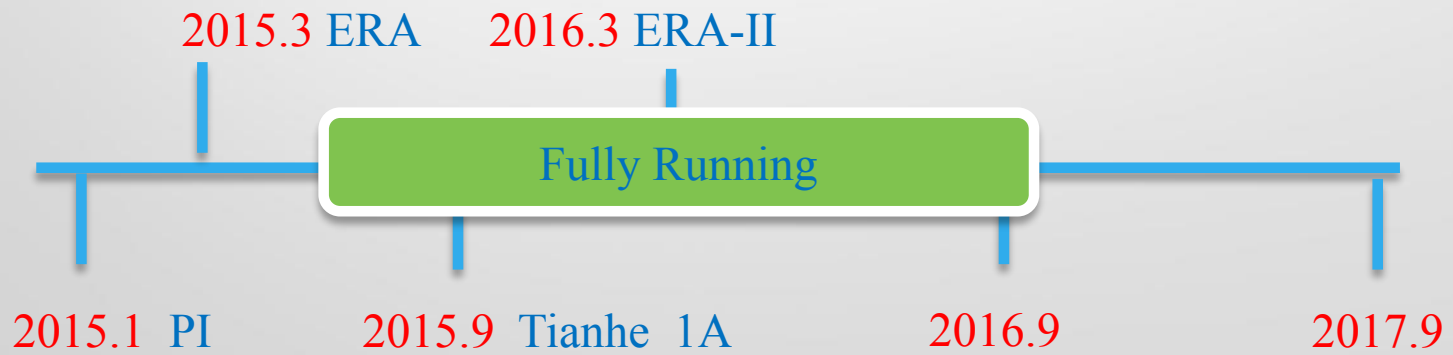 2015.3 ERA 2016.3 ERA-II
Fully Running
2015.1 PI 2015.9 Tianhe 1A 2016.9 2017.9